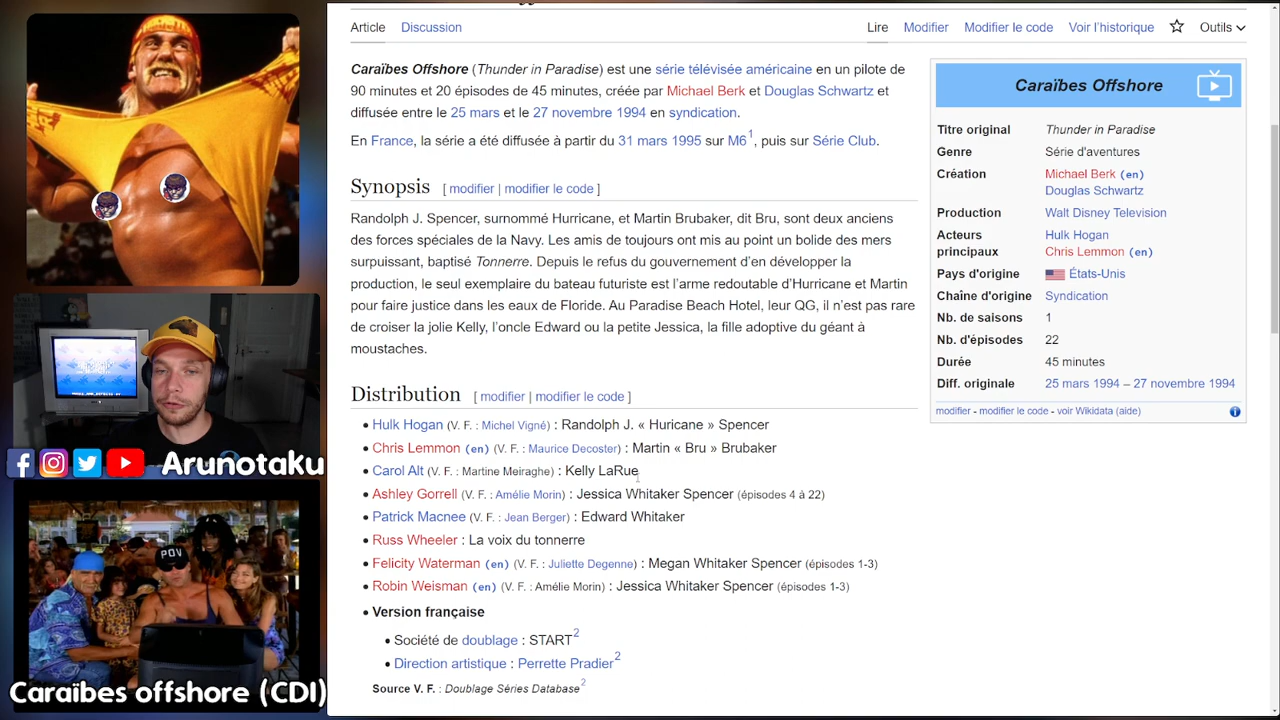 Article
Discussion
Lire
Modifier
Modifier le code
Voir l'historique
Outils
Caraïbes Offshore (Thunder in Paradise) est une série télévisée américaine en un pilote de
90 minutes et 20 épisodes de 45 minutes, créée par Michael Berk et Douglas Schwartz et
diffusée entre le 25 mars et le 27 novembre 1994 en syndication.
En France, la série a été diffusée à partir du 31 mars 1995 sur M6¹, puis sur Série Club.
Synopsis [ modifier | modifier le code ]
Randolph J. Spencer, surnommé Hurricane, et Martin Brubaker, dit Bru, sont deux anciens
des forces spéciales de la Navy. Les amis de toujours ont mis au point un bolide des mers
surpuissant, baptisé Tonnerre. Depuis le refus du gouvernement d'en développer la
production, le seul exemplaire du bateau futuriste est l'arme redoutable d'Hurricane et Martin
pour faire justice dans les eaux de Floride. Au Paradise Beach Hotel, leur QG, il n'est pas rare
de croiser la jolie Kelly, l'oncle Edward ou la petite Jessica, la fille adoptive du géant à
moustaches.
Distribution [ modifier | modifier le code ]
• Hulk Hogan (V. F. : Michel Vigné) : Randolph J. « Huricane » Spencer
• Chris Lemmon (en) (V. F. : Maurice Decoster) : Martin « Bru » Brubaker
• Carol Alt (V. F. : Martine Meiraghe) : Kelly LaRue
• Ashley Gorrell (V. F. : Amélie Morin) : Jessica Whitaker Spencer (épisodes 4 à 22)
• Patrick Macnee (V. F. : Jean Berger) : Edward Whitaker
• Russ Wheeler : La voix du tonnerre
• Felicity Waterman (en) (V. F. : Juliette Degenne) : Megan Whitaker Spencer (épisodes 1-3)
• Robin Weisman (en) (V. F. : Amélie Morin) : Jessica Whitaker Spencer (épisodes 1-3)
• Version française
• Société de doublage : START²
• Direction artistique : Perrette Pradier²
Source V. F. : Doublage Séries Database²
Caraïbes Offshore
Titre original Thunder in Paradise
Genre Série d'aventures
Création Michael Berk (en)
Douglas Schwartz
Production Walt Disney Television
Acteurs Hulk Hogan
principaux Chris Lemmon (en)
Pays d'origine États-Unis
Chaîne d'origine Syndication
Nb. de saisons 1
Nb. d'épisodes 22
Durée 45 minutes
Diff. originale 25 mars 1994 – 27 novembre 1994
modifier - modifier le code - voir Wikidata (aide)
Arunotaku
POV
Caraïbes offshore (CDI)